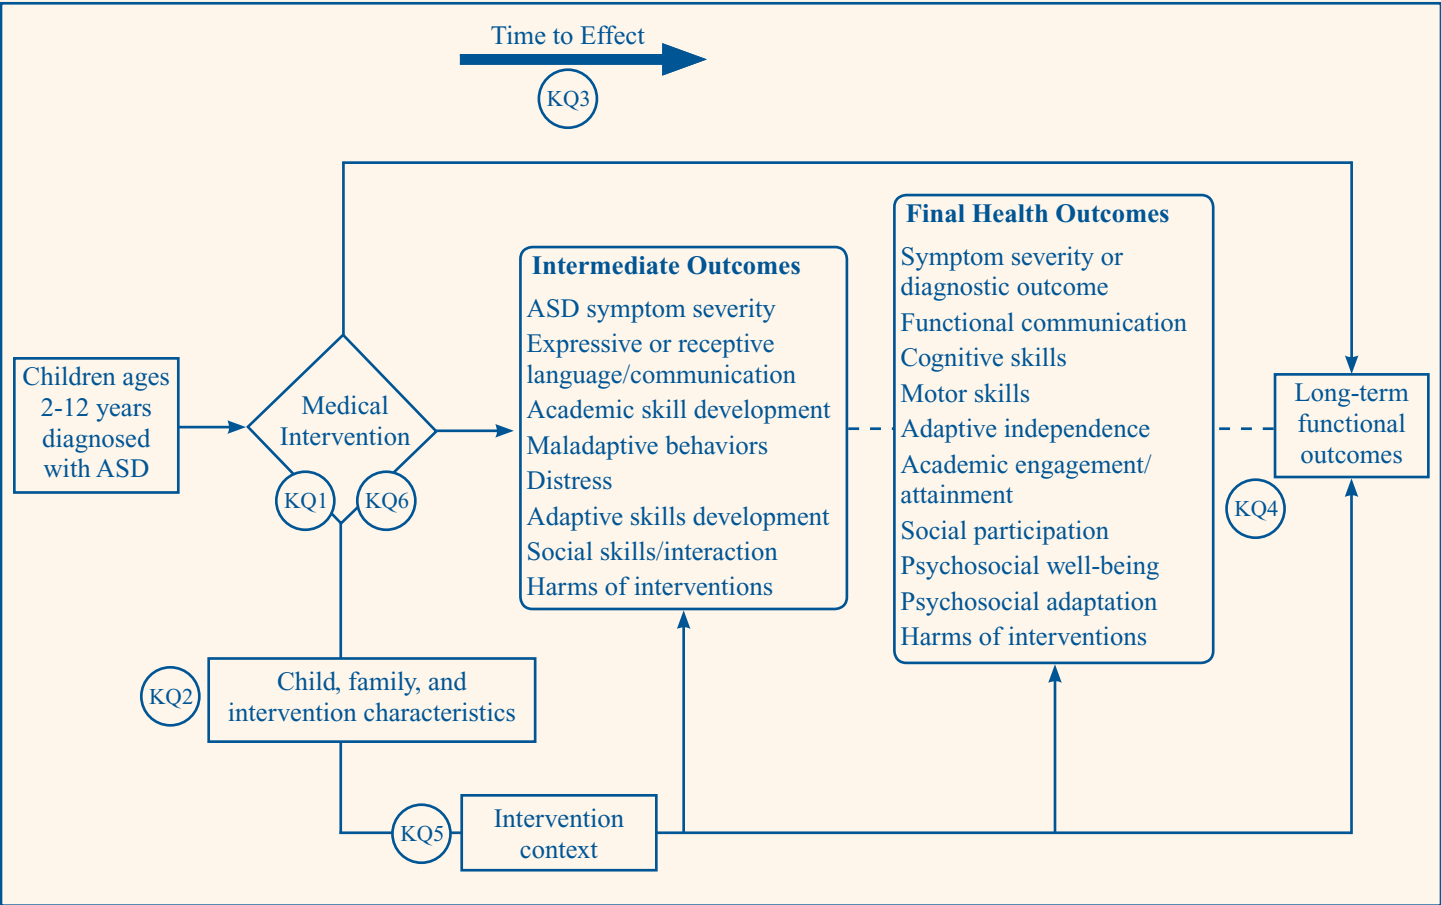 Time to Effect
KQ3
Children ages
2-12 years
diagnosed
with ASD
Medical
Intervention
KQ1
KQ6
Intermediate Outcomes
ASD symptom severity
Expressive or receptive
language/communication
Academic skill development
Maladaptive behaviors
Distress
Adaptive skills development
Social skills/interaction
Harms of interventions
Final Health Outcomes
Symptom severity or
diagnostic outcome
Functional communication
Cognitive skills
Motor skills
Adaptive independence
Academic engagement/
attainment
Social participation
Psychosocial well-being
Psychosocial adaptation
Harms of interventions
Long-term
functional
outcomes
KQ4
KQ2
Child, family, and
intervention characteristics
KQ5
Intervention
context